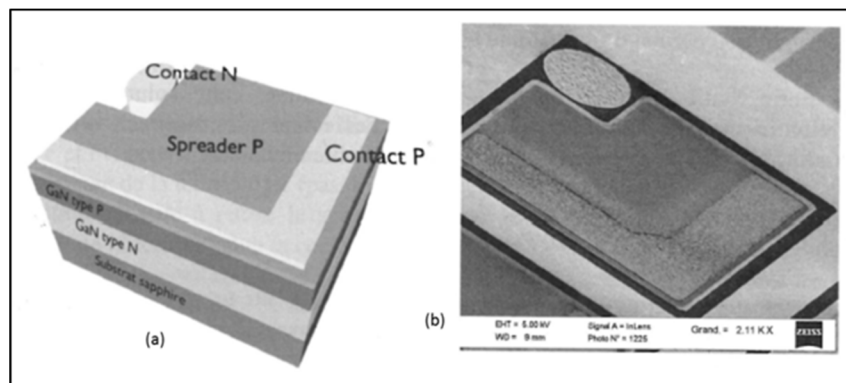 Contact N
Spreader P
Contact P
GaN type P
GaN type N
Substrat sapphire
(a)
(b)
EHT = 5.00 kV
WD = 9 mm
Signal A = InLens
Photo N° = 1225
Grand. = 2.11 K X
ZEISS